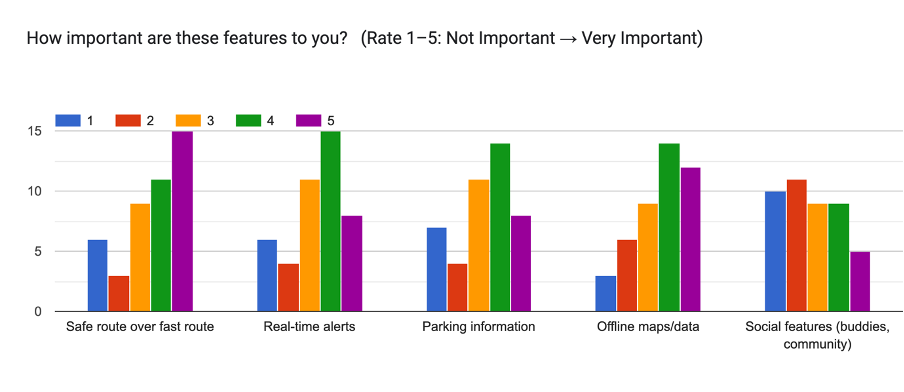 How important are these features to you?   (Rate 1–5: Not Important → Very Important)
1 2 3 4 5
15
10
5
0
Safe route over fast route Real-time alerts Parking information Offline maps/data Social features (buddies,
community)